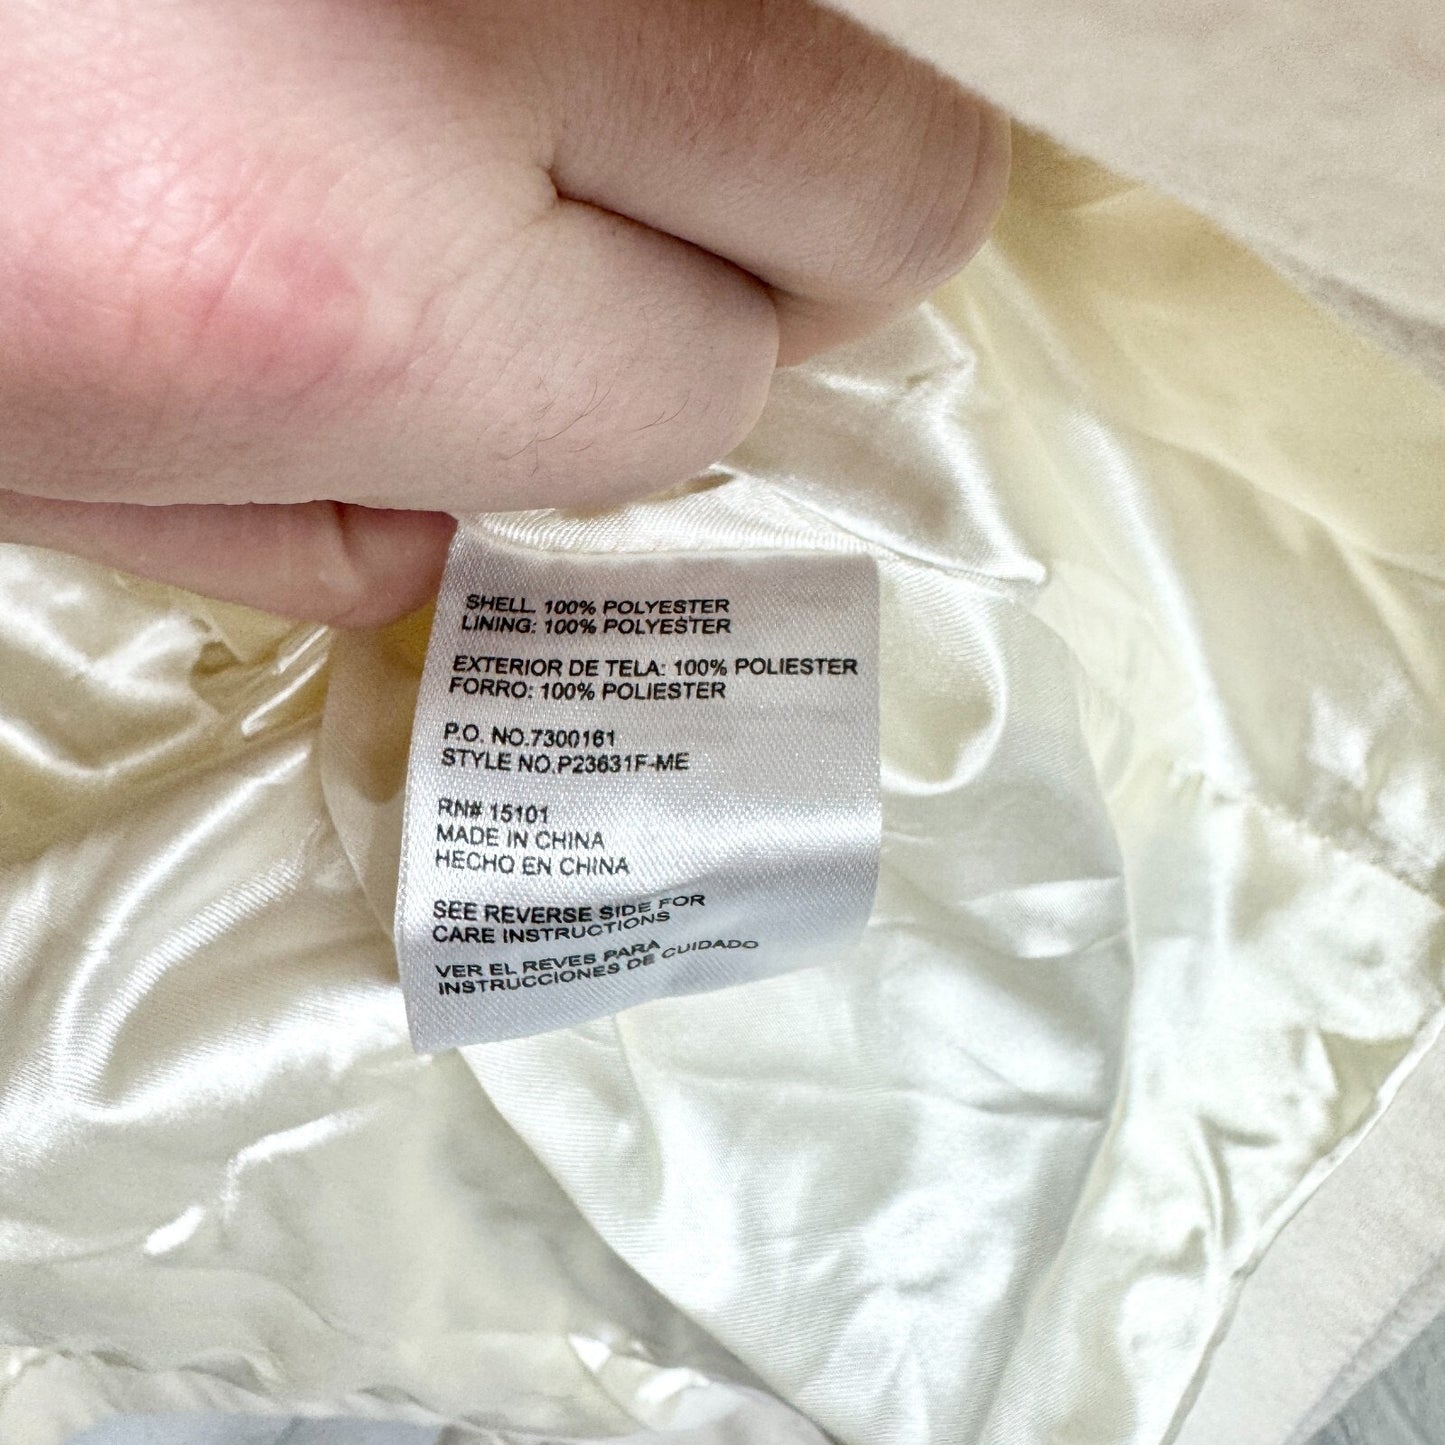 SHELL. 100% POLYESTER
LINING: 100% POLYESTER
EXTERIOR DE TELA: 100% POLIESTER
FORRO: 100% POLIESTER
P.O. NO.7300161
STYLE NO.P23631F-ME
RN# 15101
MADE IN CHINA
HECHO EN CHINA
SEE REVERSE SIDE FOR
CARE INSTRUCTIONS
VER EL REVES PARA
INSTRUCCIONES DE CUIDADO